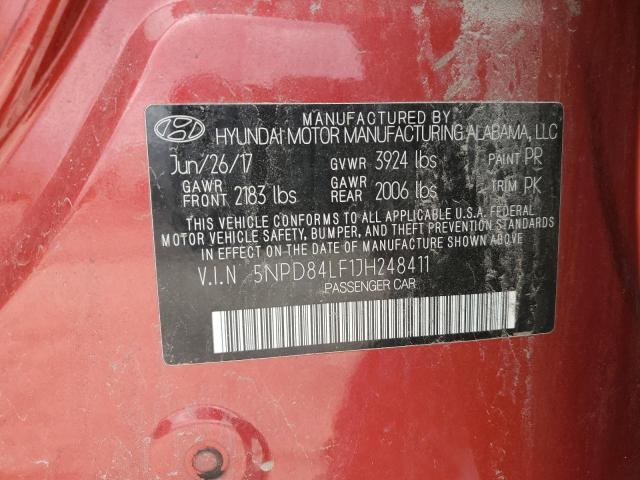 MANUFACTURED BY
HYUNDAI MOTOR MANUFACTURING ALABAMA, LLC
Jun/26/17 GVWR 3924 lbs PAINT PR
GAWR FRONT 2183 lbs GAWR REAR 2006 lbs TRIM PK
THIS VEHICLE CONFORMS TO ALL APPLICABLE U.S.A. FEDERAL
MOTOR VEHICLE SAFETY, BUMPER, AND THEFT PREVENTION STANDARDS
IN EFFECT ON THE DATE OF MANUFACTURE SHOWN ABOVE.
V.I.N 5NPD84LF1JH248411
PASSENGER CAR